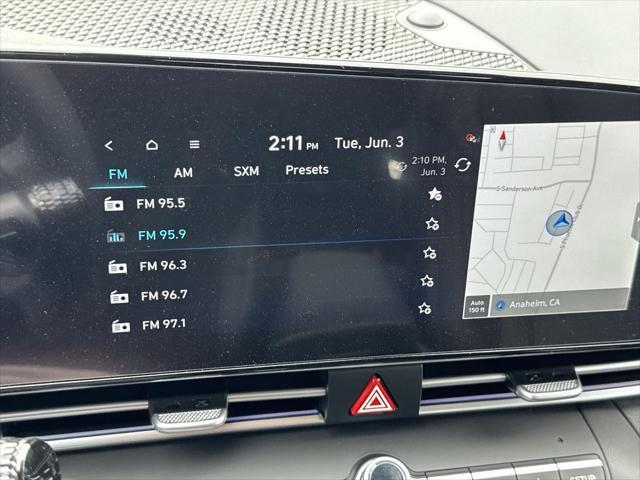 2:11 PM Tue, Jun. 3
FM AM SXM Presets
2:10 PM,
Jun. 3
FM 95.5
FM 95.9
FM 96.3
FM 96.7
FM 97.1
N
S Sanderson Ave
Auto
150 ft
Anaheim, CA
SETUP